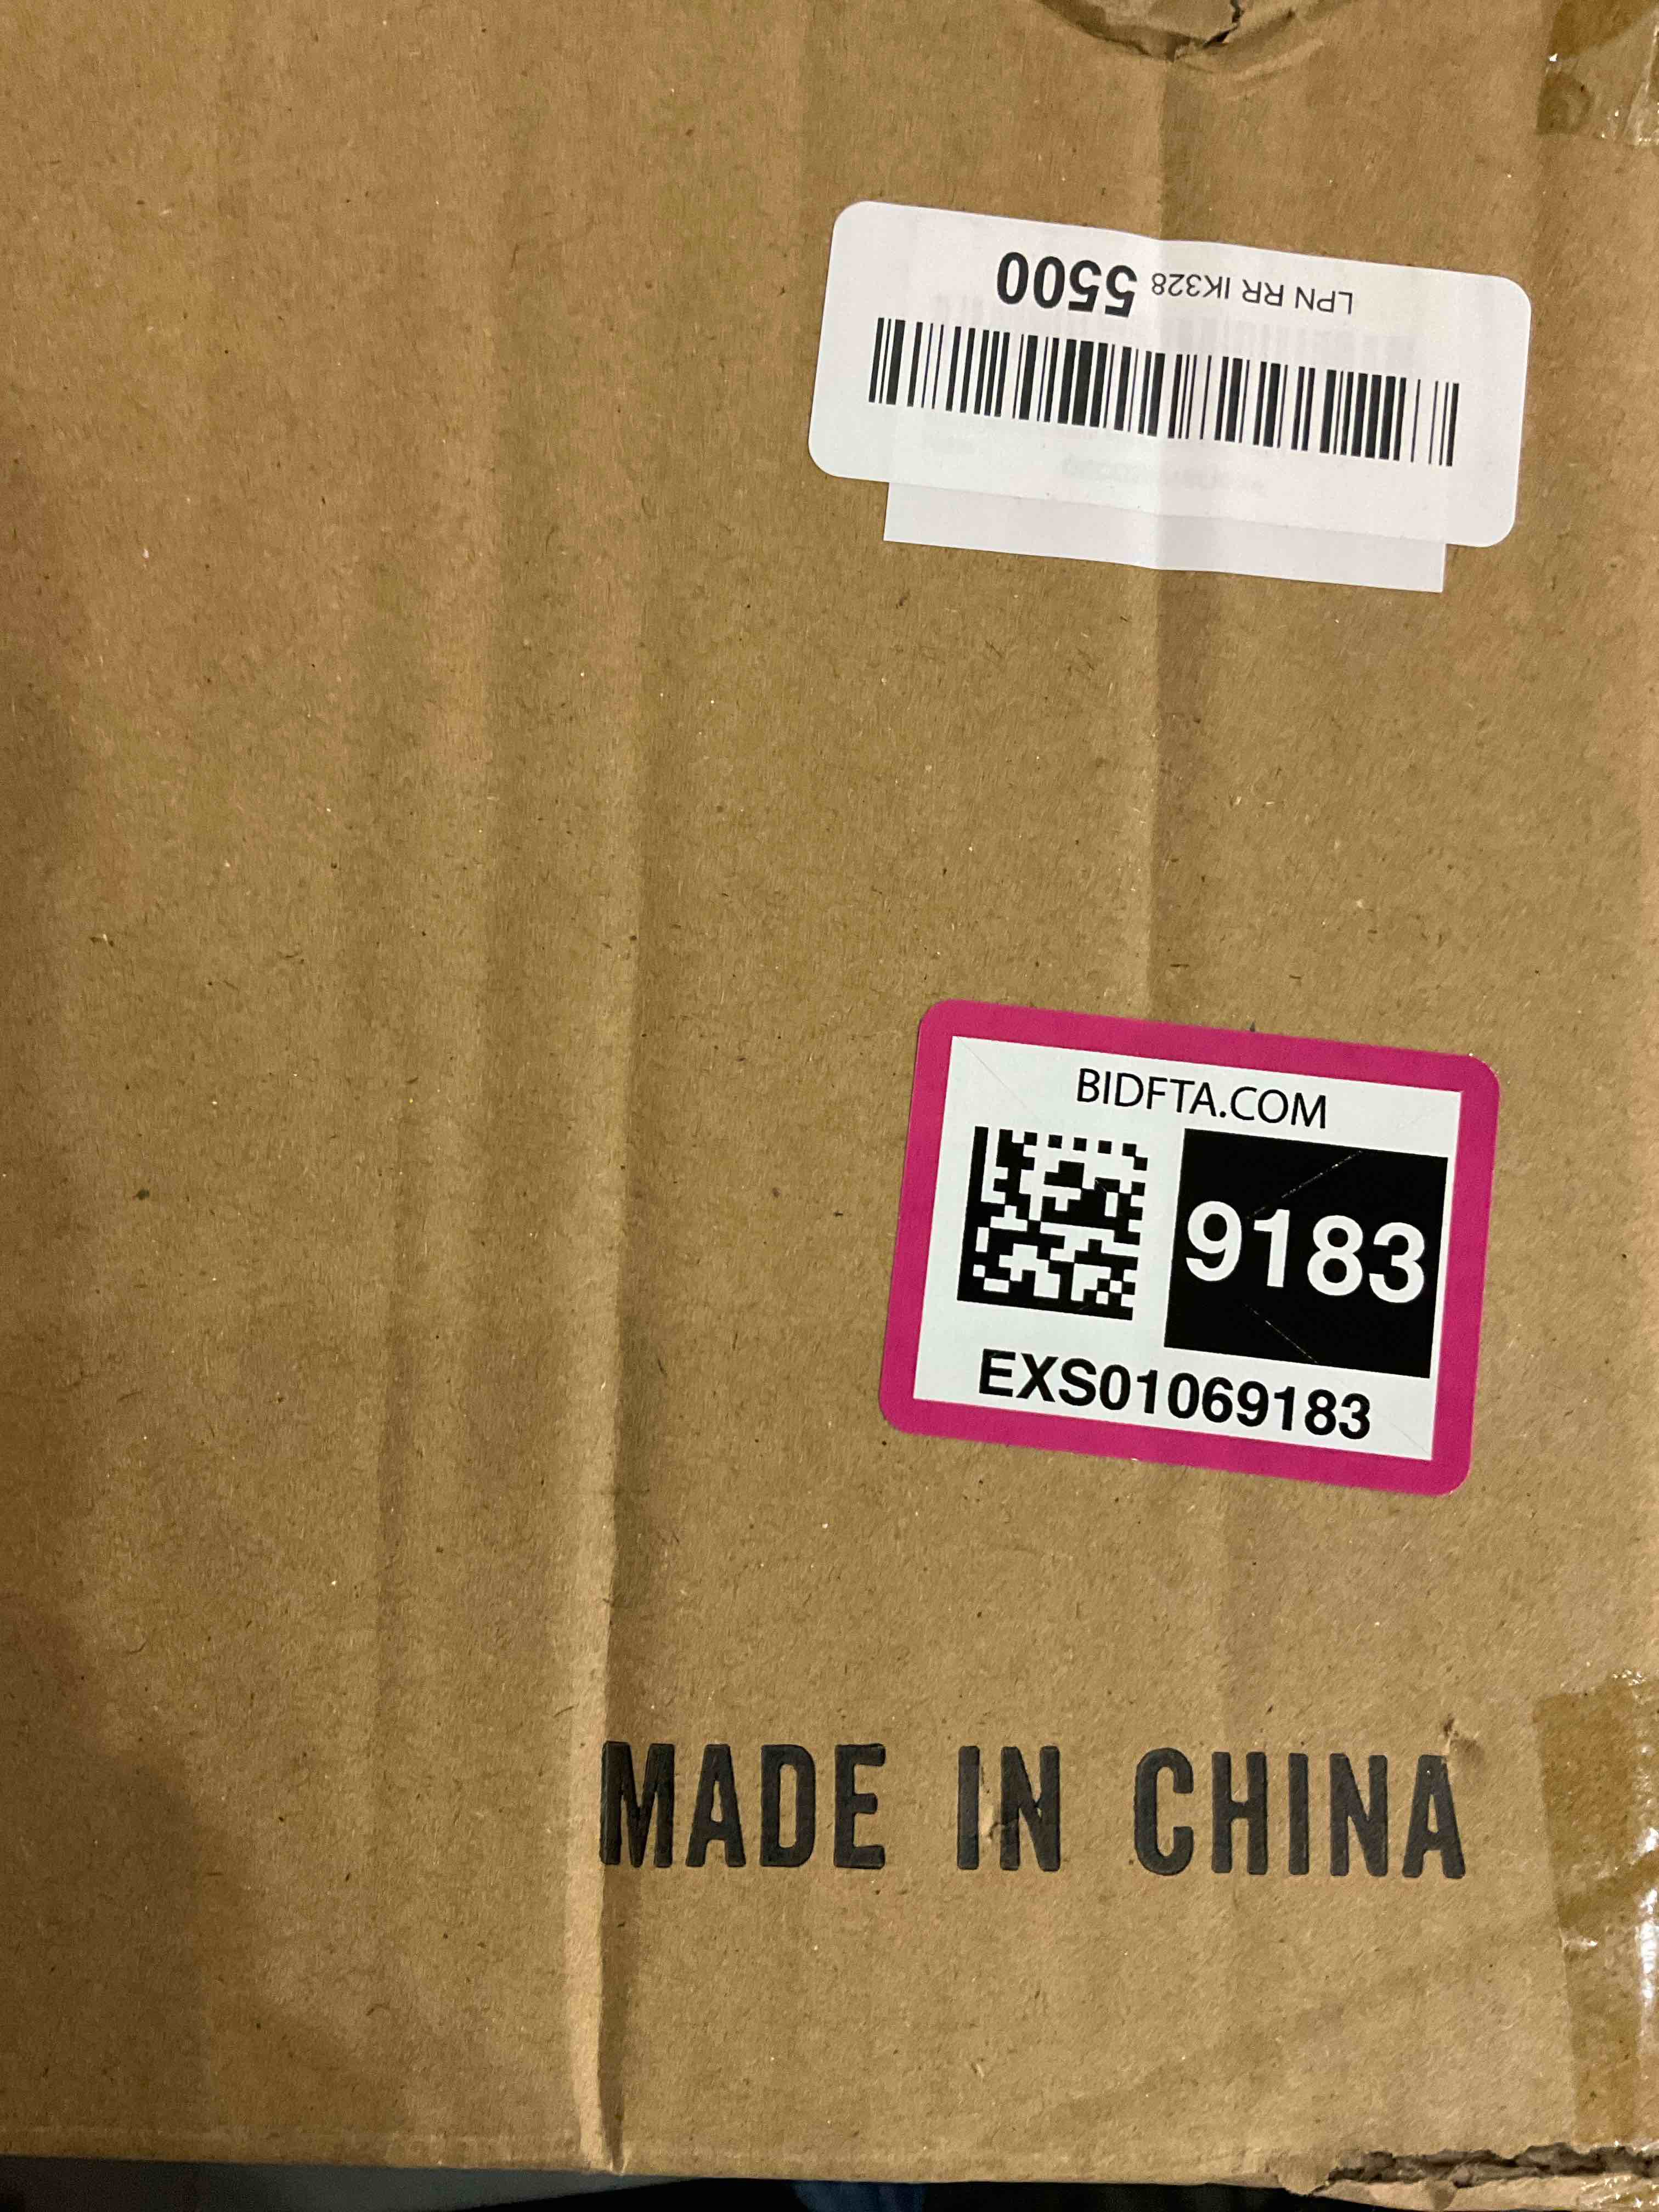 LPN RR IK328 5500
BIDFTA.COM
9183
EXS01069183
MADE IN CHINA